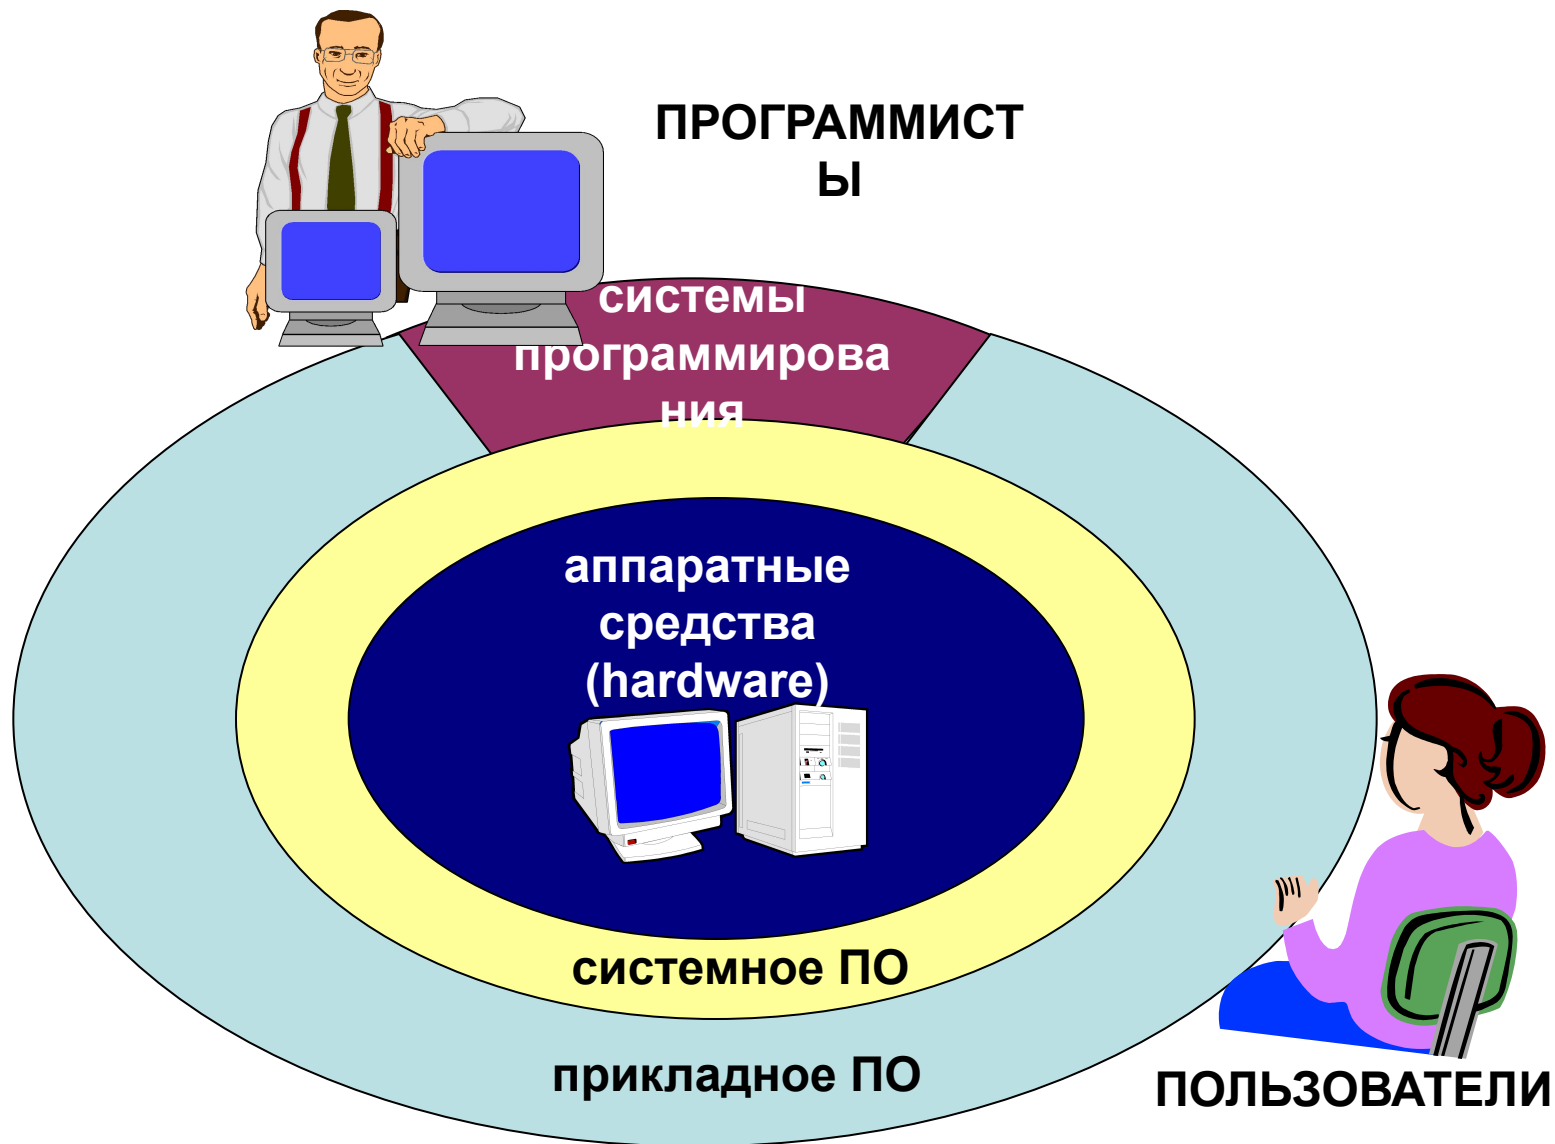 ПРОГРАММИСТ
Ы
системы
программирова
ния
аппаратные
средства
(hardware)
системное ПО
прикладное ПО
ПОЛЬЗОВАТЕЛИ